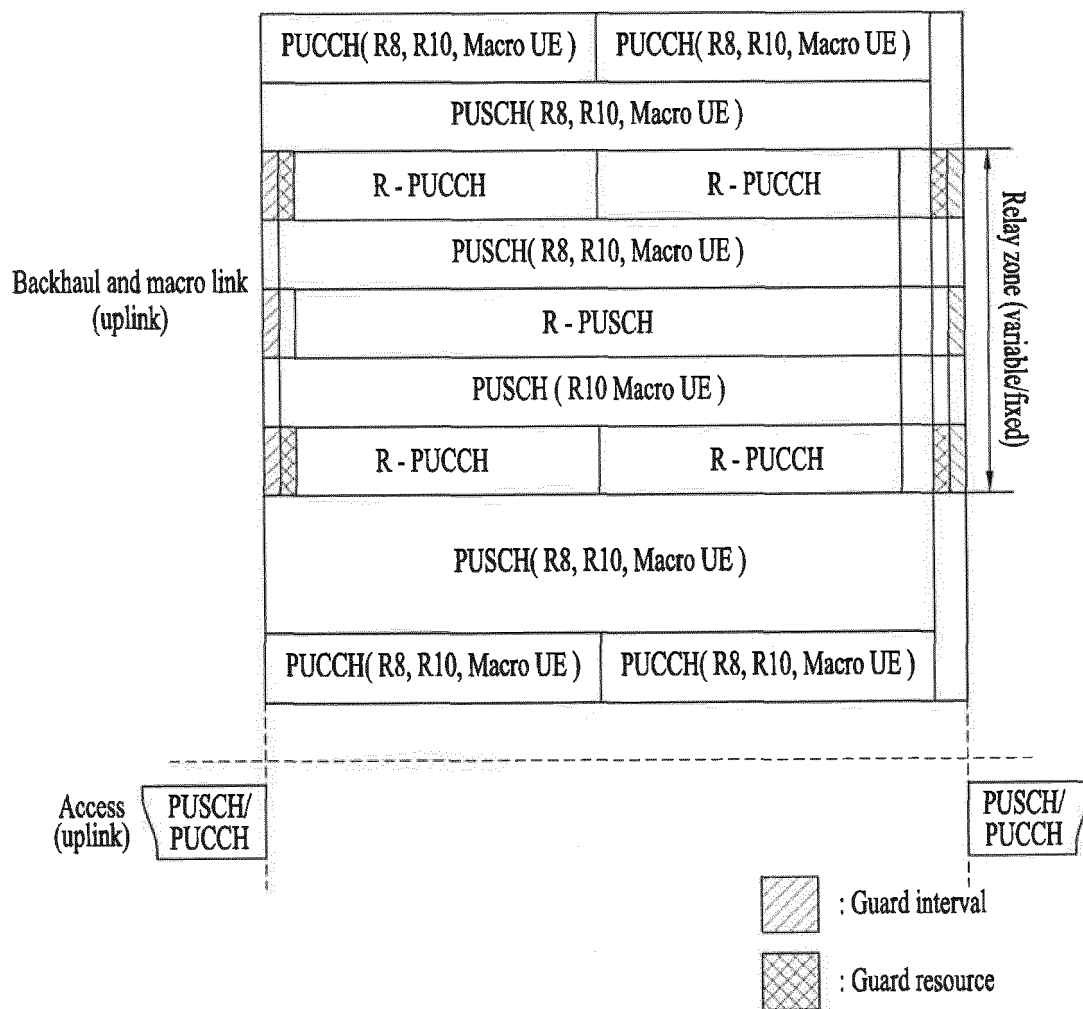 PUCCH( R8, R10, Macro UE )
PUCCH( R8, R10, Macro UE )
PUSCH( R8, R10, Macro UE )
R - PUCCH
R - PUCCH
PUSCH( R8, R10, Macro UE )
Backhaul and macro link
(uplink)
R - PUSCH
PUSCH ( R10 Macro UE )
R - PUCCH
R - PUCCH
Relay zone (variable/fixed)
PUSCH( R8, R10, Macro UE )
PUCCH( R8, R10, Macro UE )
PUCCH( R8, R10, Macro UE )
Access
(uplink)
PUSCH/
PUCCH
PUSCH/
PUCCH
: Guard interval
: Guard resource